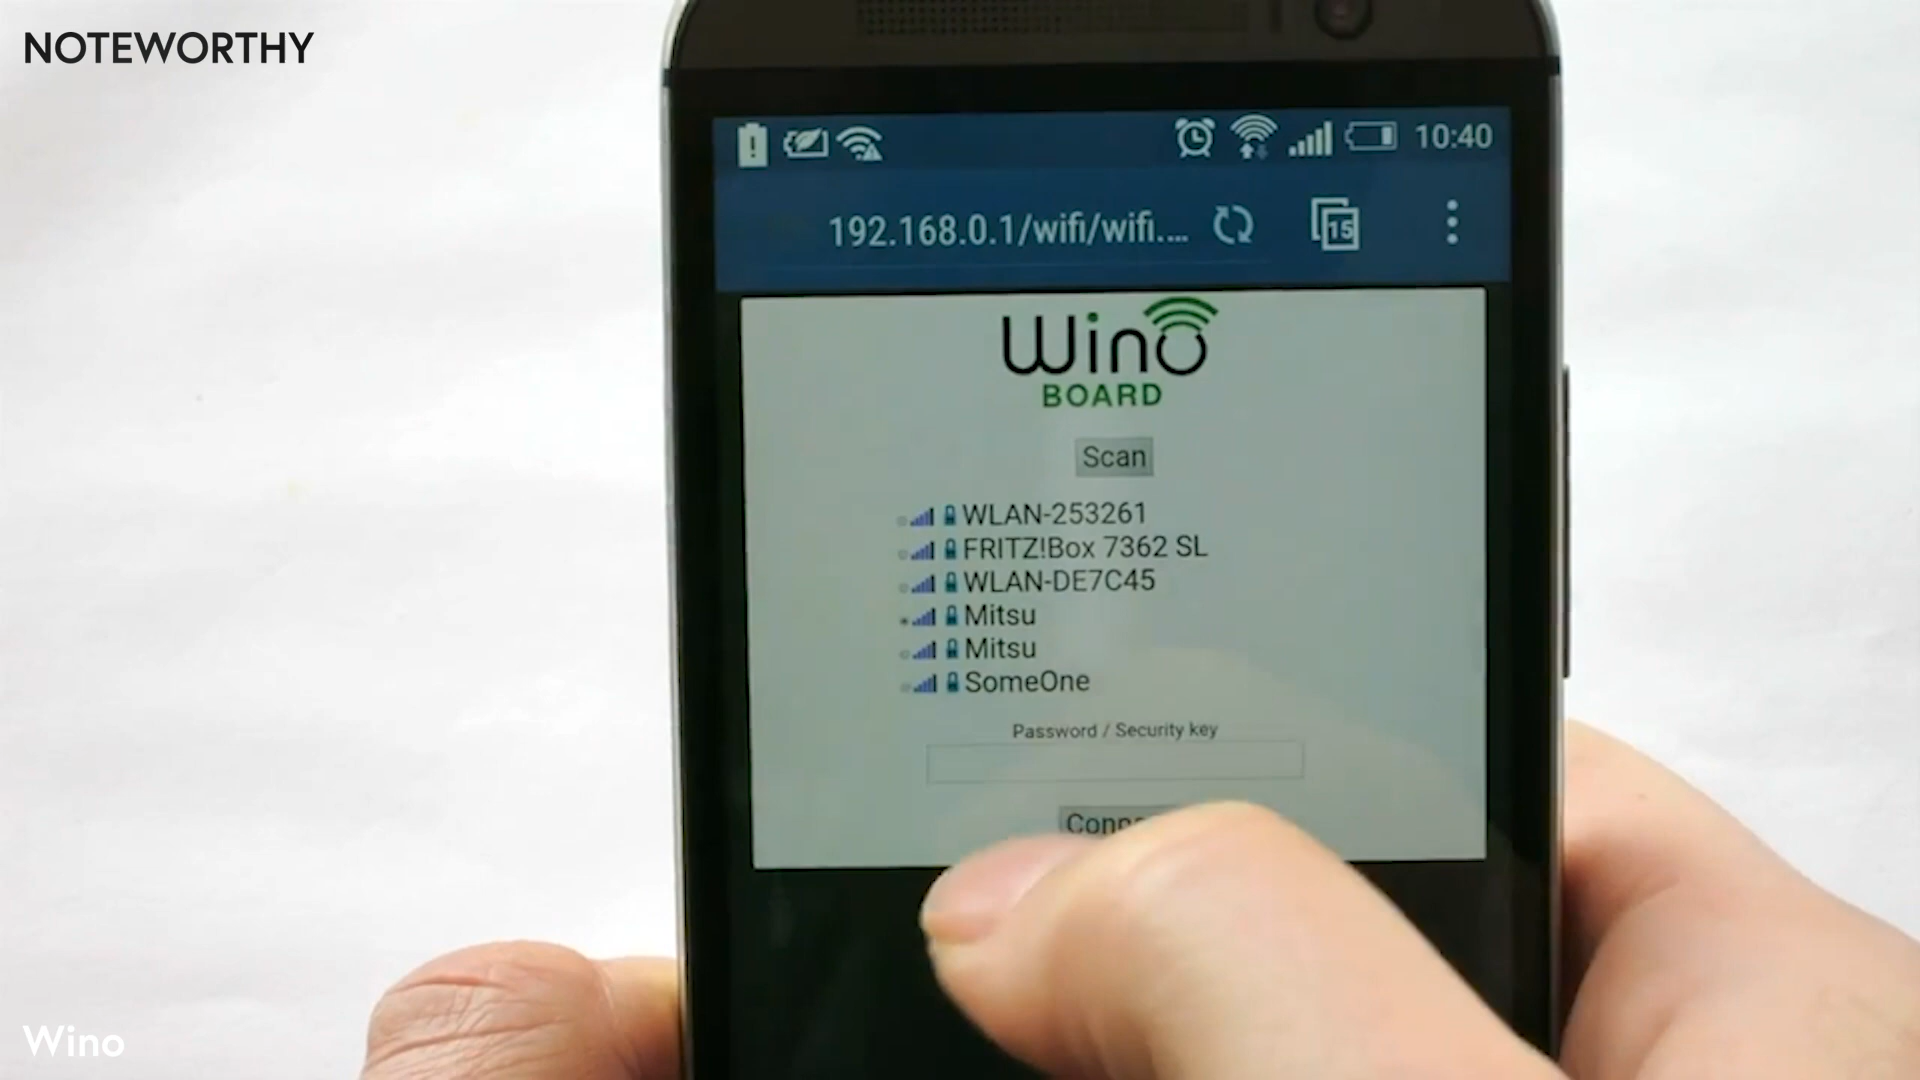 NOTEWORTHY
10:40
192.168.0.1/wifi/wifi....
15
Wino
BOARD
Scan
WLAN-253261
FRITZ!Box 7362 SL
WLAN-DE7C45
Mitsu
Mitsu
SomeOne
Password / Security key
Wino